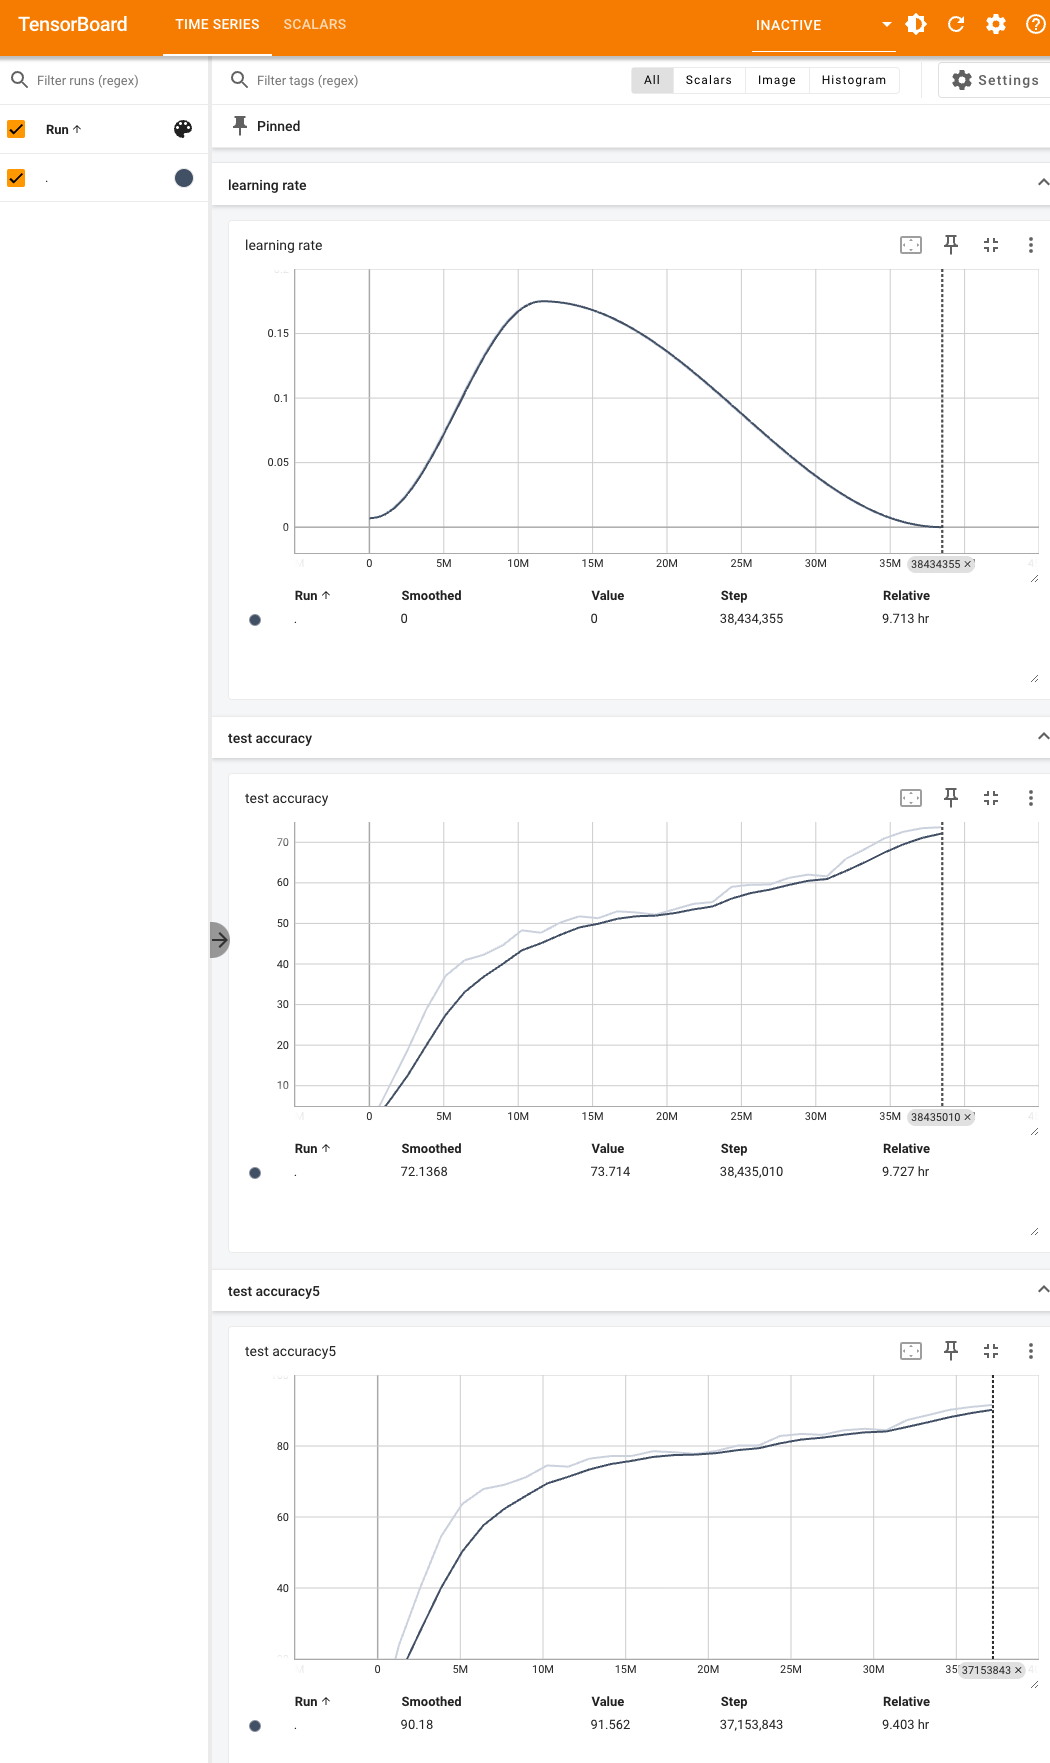 TensorBoard TIME SERIES SCALARS INACTIVE
Filter runs (regex) Filter tags (regex) All Scalars Image Histogram Settings
Run ↑ Pinned
.
learning rate
learning rate
0.2
0.15
0.1
0.05
0
0 5M 10M 15M 20M 25M 30M 35M 38434355 ×
Run ↑ Smoothed Value Step Relative
. 0 0 38,434,355 9.713 hr
test accuracy
test accuracy
70
60
50
40
30
20
10
0 5M 10M 15M 20M 25M 30M 35M 38435010 ×
Run ↑ Smoothed Value Step Relative
. 72.1368 73.714 38,435,010 9.727 hr
test accuracy5
test accuracy5
100
80
60
40
20
0 5M 10M 15M 20M 25M 30M 37153843 ×
Run ↑ Smoothed Value Step Relative
. 90.18 91.562 37,153,843 9.403 hr